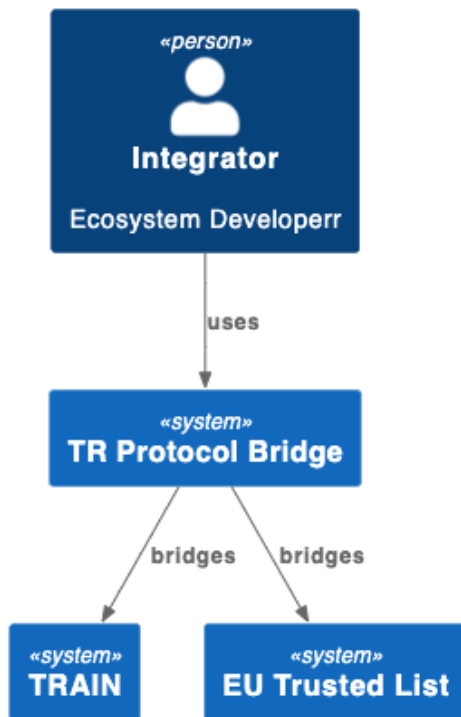 «person»
Integrator
Ecosystem Developerr
uses
«system»
TR Protocol Bridge
bridges
bridges
«system»
TRAIN
«system»
EU Trusted List